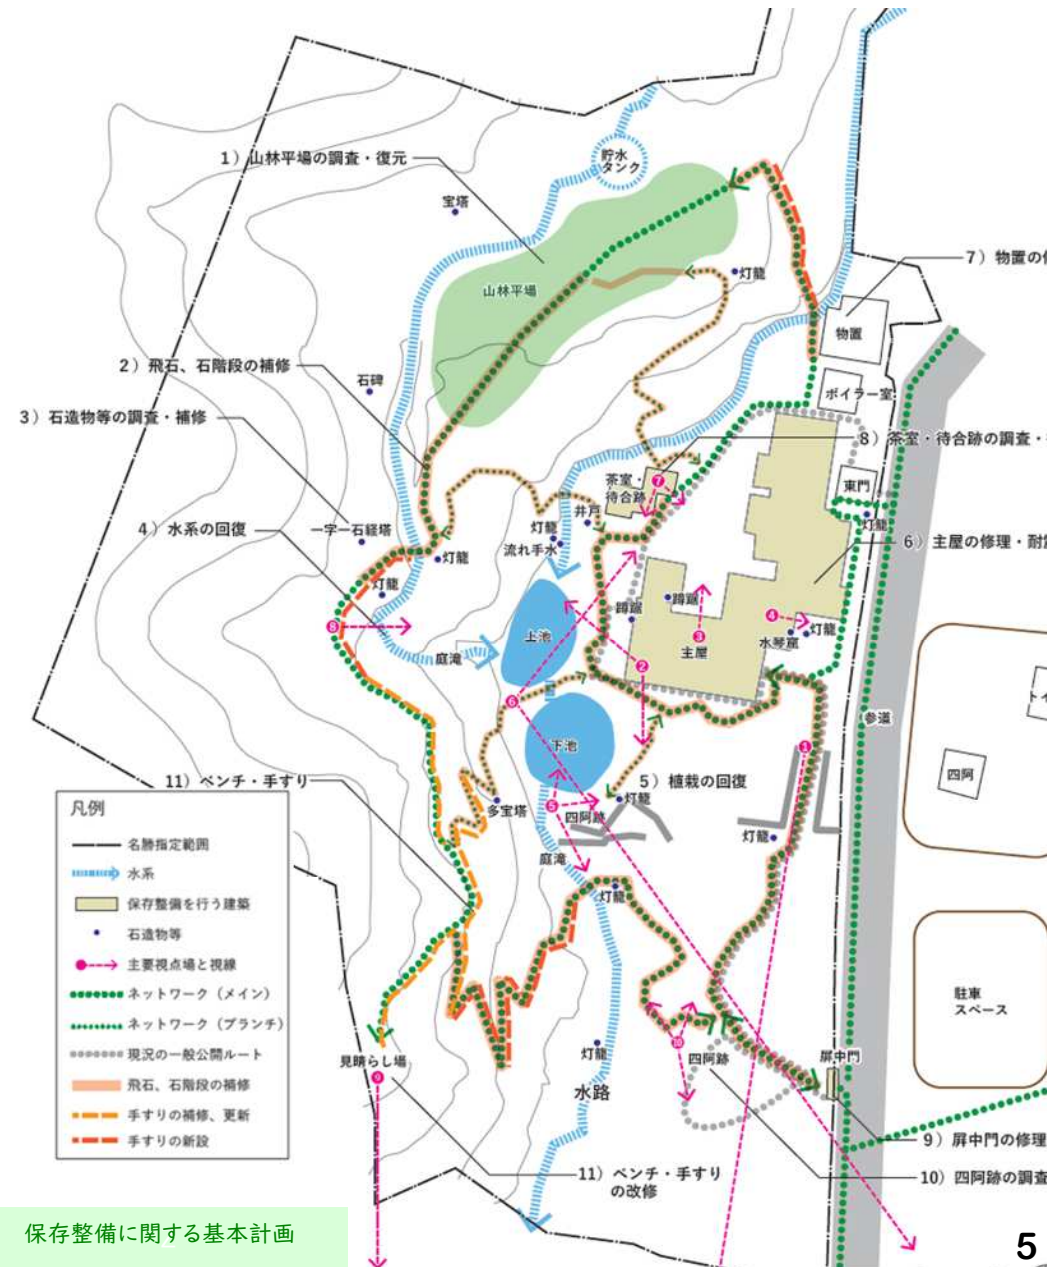 1）山林平場の調査・復元
貯水
タンク
宝塔
7）物置の
灯籠
山林平場
物置
2）飛石、石階段の補修
石碑
ボイラー室
3）石造物等の調査・補修
8）茶室・待合跡の調査・
茶室・
待合跡
7
東門
井戸
灯籠
4）水系の回復
一字一石経塔
灯籠
流れ手水
6）主屋の修理・耐
灯籠
灯籠
蹲踞
蹲踞
4
8
上池
3
水琴窟
灯籠
庭滝
主屋
2
6
参道
トイ
下池
1
四阿
11）ベンチ・手すり
5）植栽の回復
多宝塔
5
灯籠
四阿跡
灯籠
庭滝
灯籠
凡例
名勝指定範囲
水系
保存整備を行う建築
石造物等
主要視点場と視線
ネットワーク（メイン）
ネットワーク（ブランチ）
現況の一般公開ルート
飛石、石階段の補修
手すりの補修、更新
手すりの新設
駐車
スペース
見晴らし場
灯籠
10
四阿跡
屏中門
水路
9）屏中門の修理
11）ベンチ・手すり
の改修
10）四阿跡の調査
保存整備に関する基本計画
5